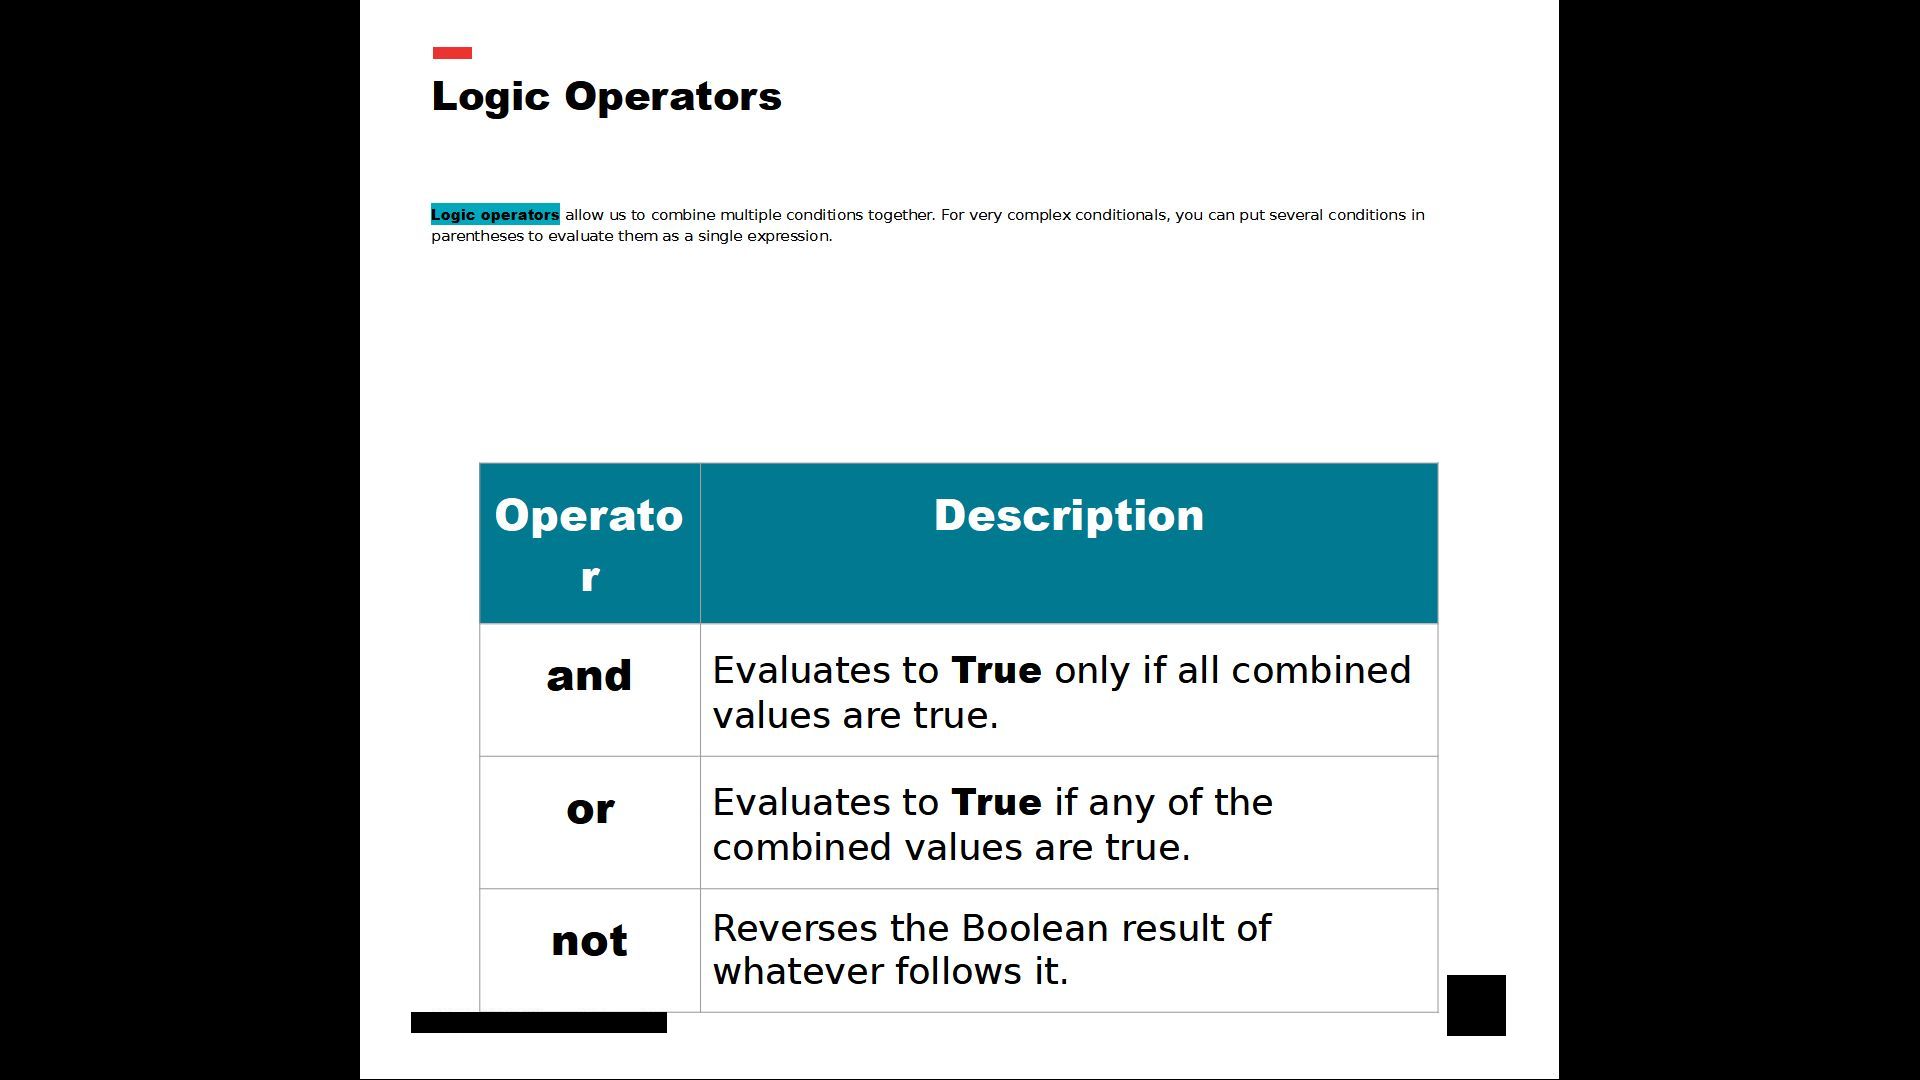 Logic Operators
Logic operators allow us to combine multiple conditions together. For very complex conditionals, you can put several conditions in
parentheses to evaluate them as a single expression.
Operato
r
Description
and
Evaluates to True only if all combined
values are true.
or
Evaluates to True if any of the
combined values are true.
not
Reverses the Boolean result of
whatever follows it.